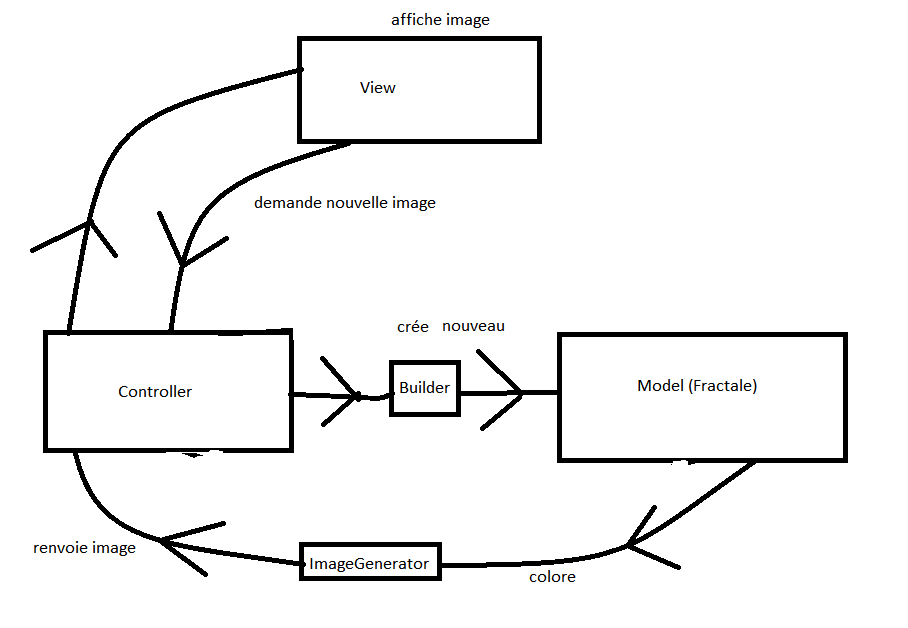 affiche image
View
demande nouvelle image
crée nouveau
Controller
Builder
Model (Fractale)
renvoie image
ImageGenerator
colore